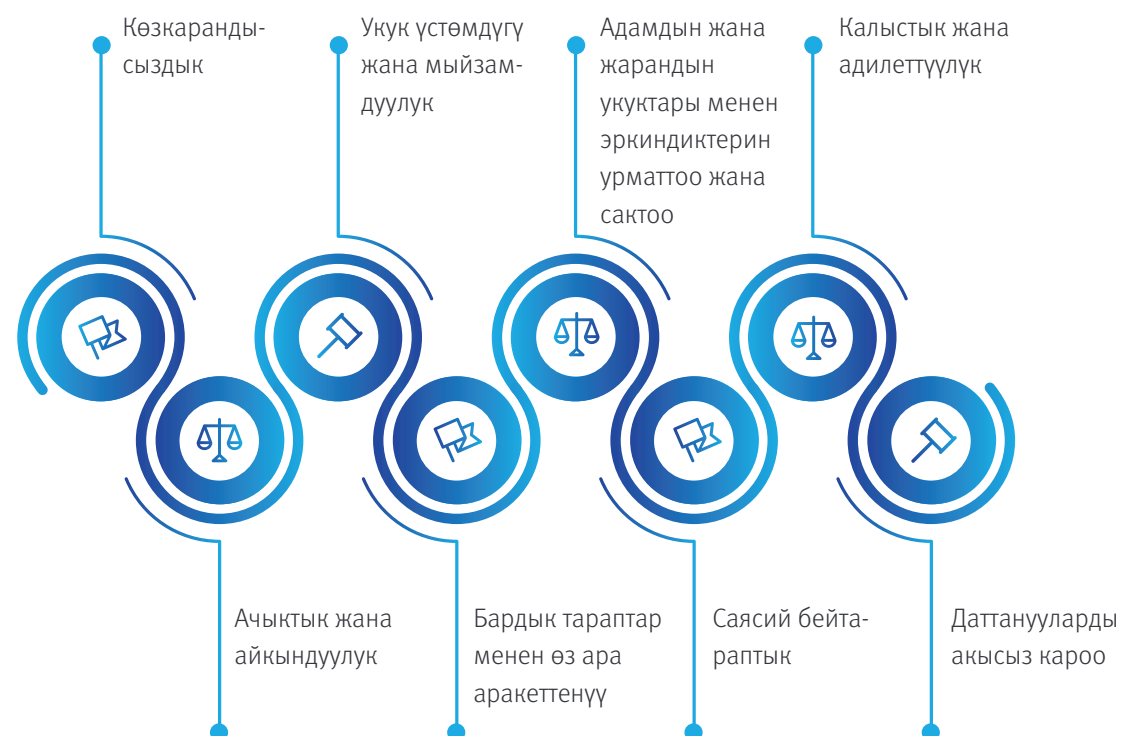 Көзкаранды-
сыздык
Укук үстөмдүгү
жана мыйзам-
дуулук
Адамдын жана
жарандын
укуктары менен
эркиндиктерин
урматтоо жана
сактоо
Калыстык жана
адилеттүүлүк
Ачыктык жана
айкындуулук
Бардык тараптар
менен өз ара
аракеттенүү
Саясий бейта-
раптык
Даттанууларды
акысыз кароо